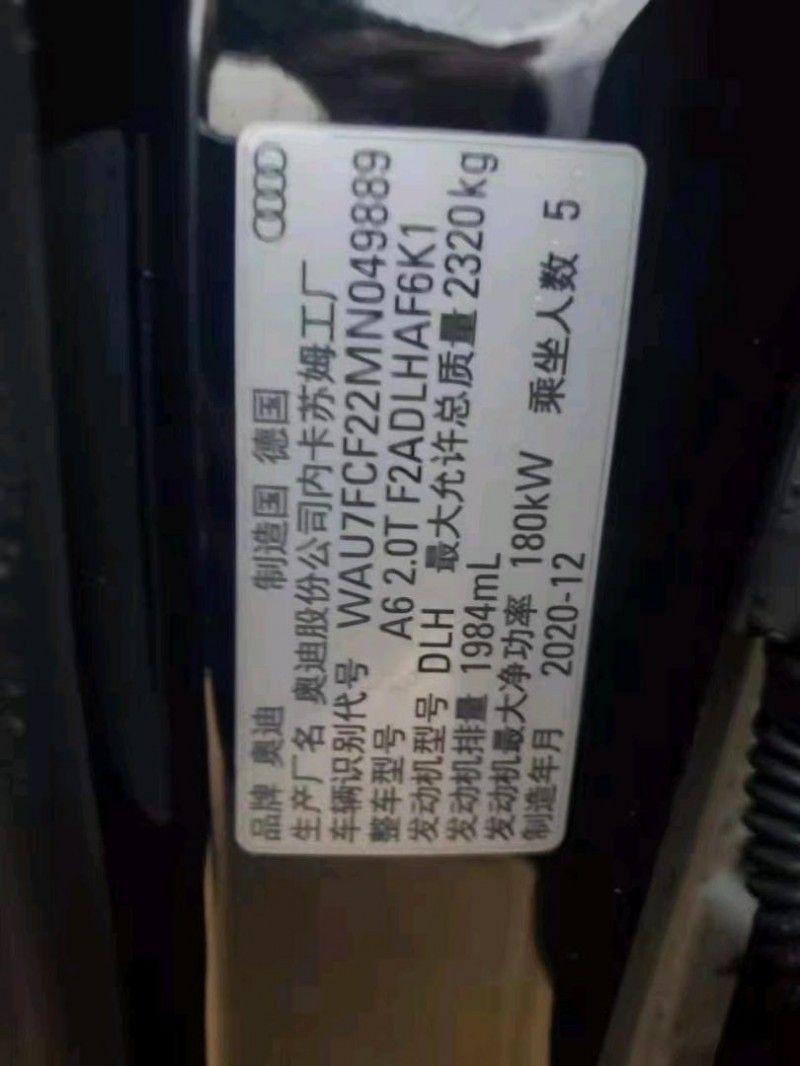 品牌 奥迪 制造国 德国
生产厂名 奥迪股份公司内卡苏姆工厂
车辆识别代号 WAU7FCF22MN049889
整车型号 A6 2.0T F2ADLHAF6K1
发动机型号 DLH 最大允许总质量 2320kg
发动机排量 1984mL
发动机最大净功率 180kW 乘坐人数 5
制造年月 2020-12